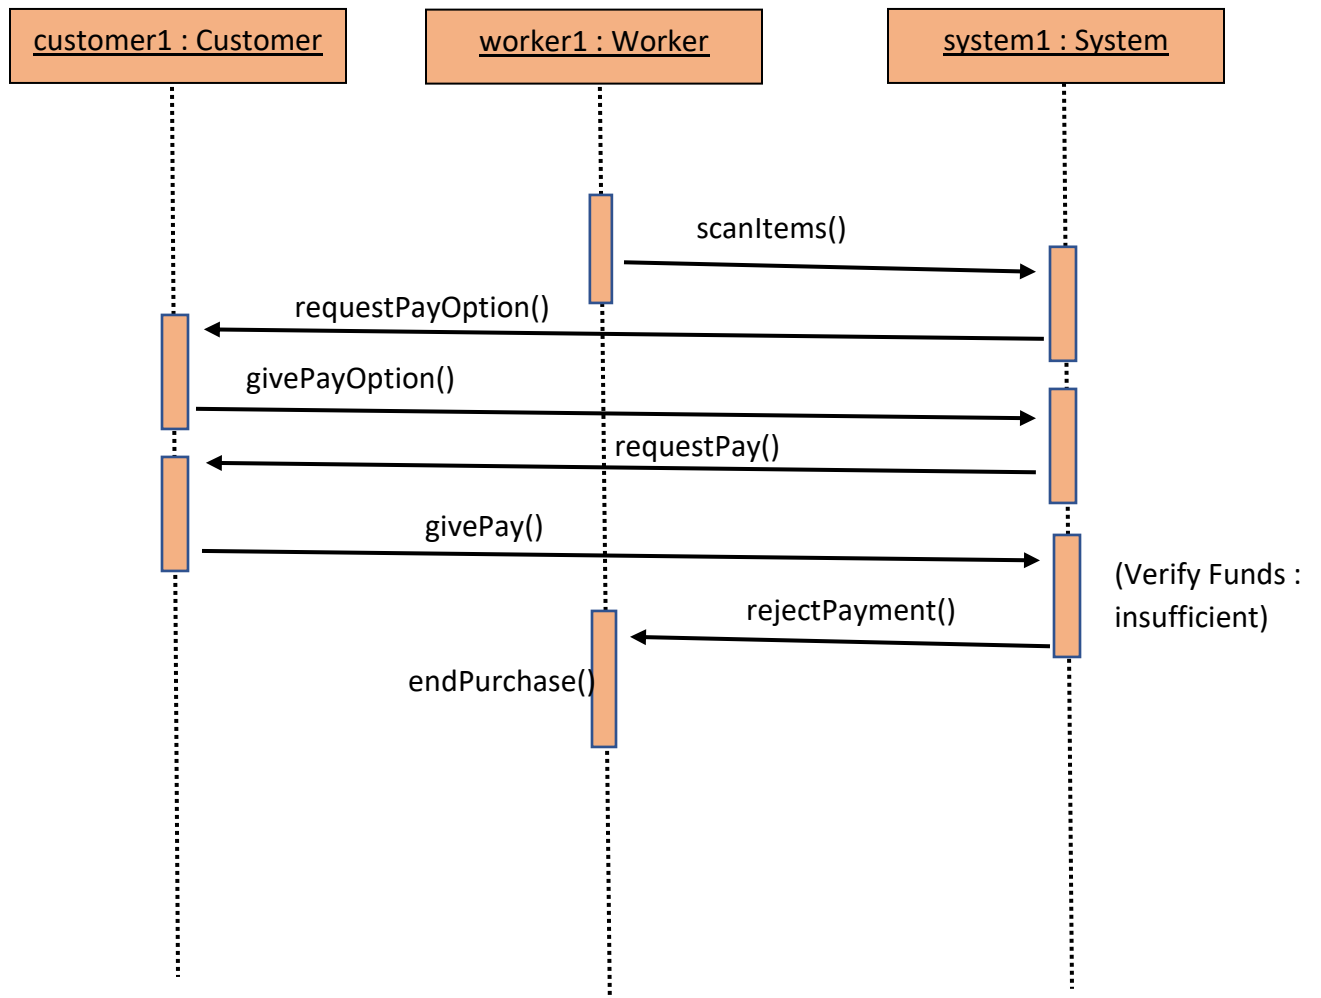 customer1 : Customer
worker1 : Worker
system1 : System
scanItems()
requestPayOption()
givePayOption()
requestPay()
givePay()
(Verify Funds :
insufficient)
rejectPayment()
endPurchase()